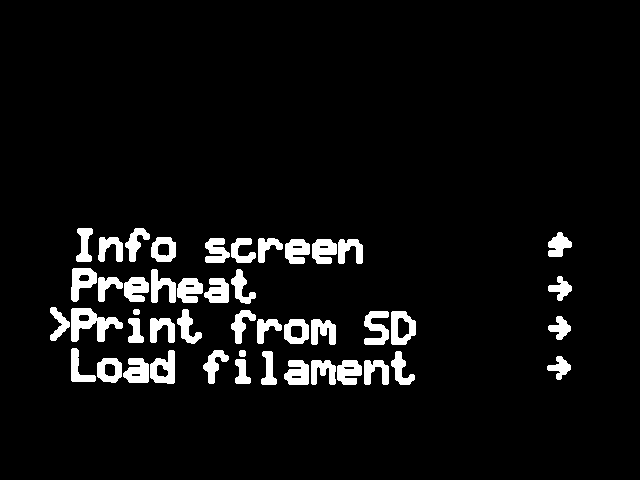 Info screen
Preheat →
>Print from SD →
Load filament →